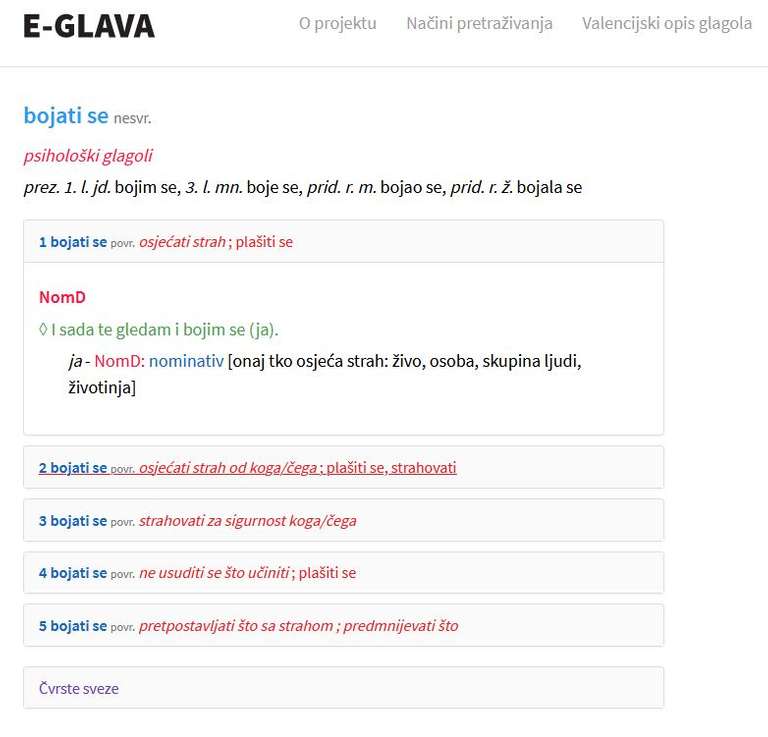 E-GLAVA
O projektu Načini pretraživanja Valencijski opis glagola
bojati se nesvr.
psihološki glagoli
prez. 1. l. jd. bojim se, 3. l. mn. boje se, prid. r. m. bojao se, prid. r. ž. bojala se
1 bojati se povr. osjećati strah ; plašiti se
NomD
◊ I sada te gledam i bojim se (ja).
ja - NomD: nominativ [onaj tko osjeća strah: živo, osoba, skupina ljudi,
životinja]
2 bojati se povr. osjećati strah od koga/čega ; plašiti se, strahovati
3 bojati se povr. strahovati za sigurnost koga/čega
4 bojati se povr. ne usuditi se što učiniti ; plašiti se
5 bojati se povr. pretpostavljati što sa strahom ; predmnijevati što
Čvrste sveze